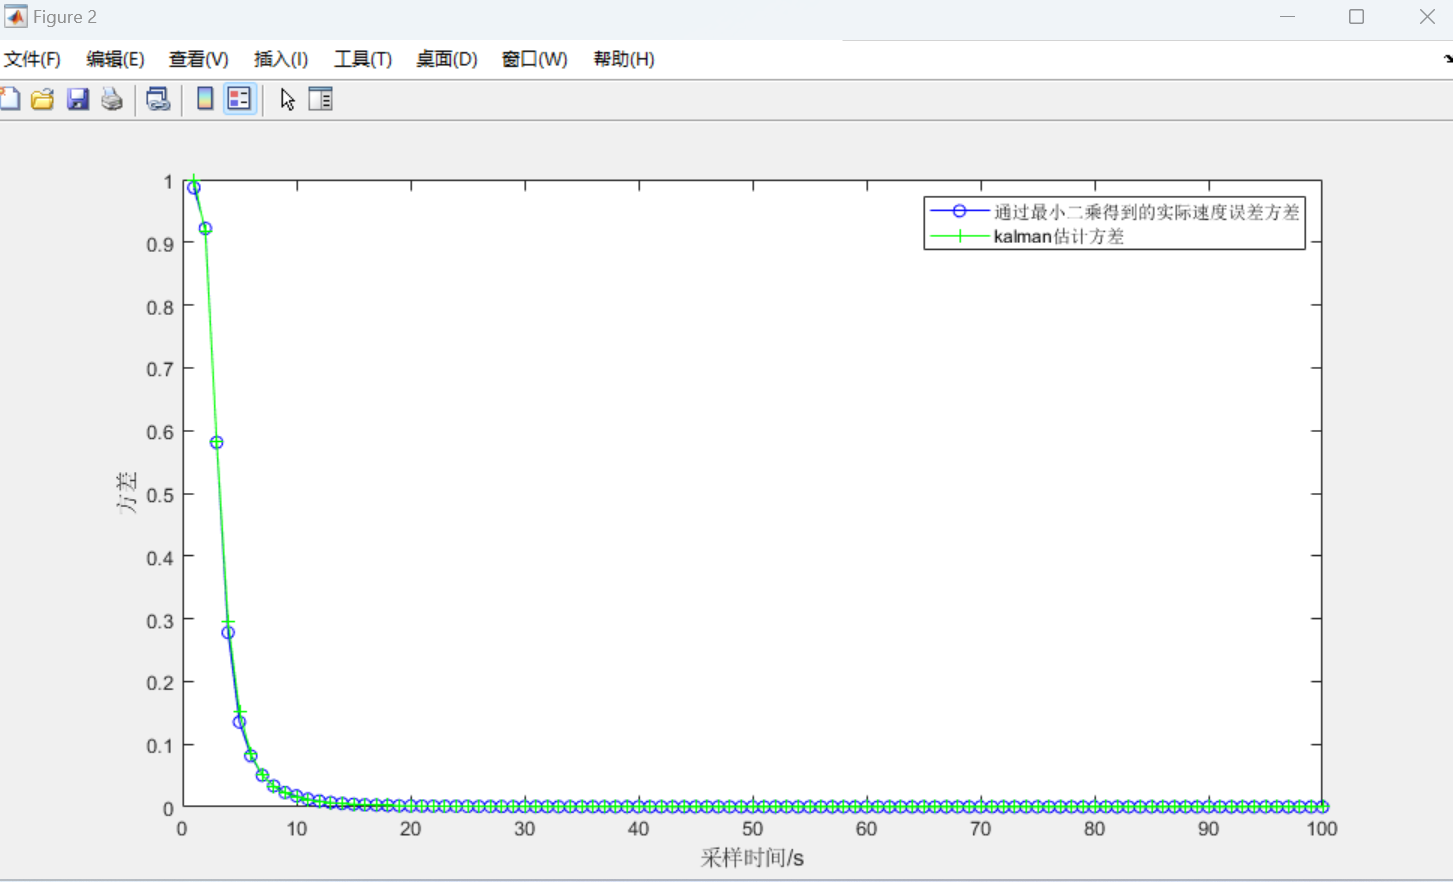 Figure 2
文件(F) 编辑(E) 查看(V) 插入(I) 工具(T) 桌面(D) 窗口(W) 帮助(H)
通过最小二乘得到的实际速度误差方差
kalman估计方差
1
0.9
0.8
0.7
0.6
0.5
0.4
0.3
0.2
0.1
0
方差
0 10 20 30 40 50 60 70 80 90 100
采样时间/s